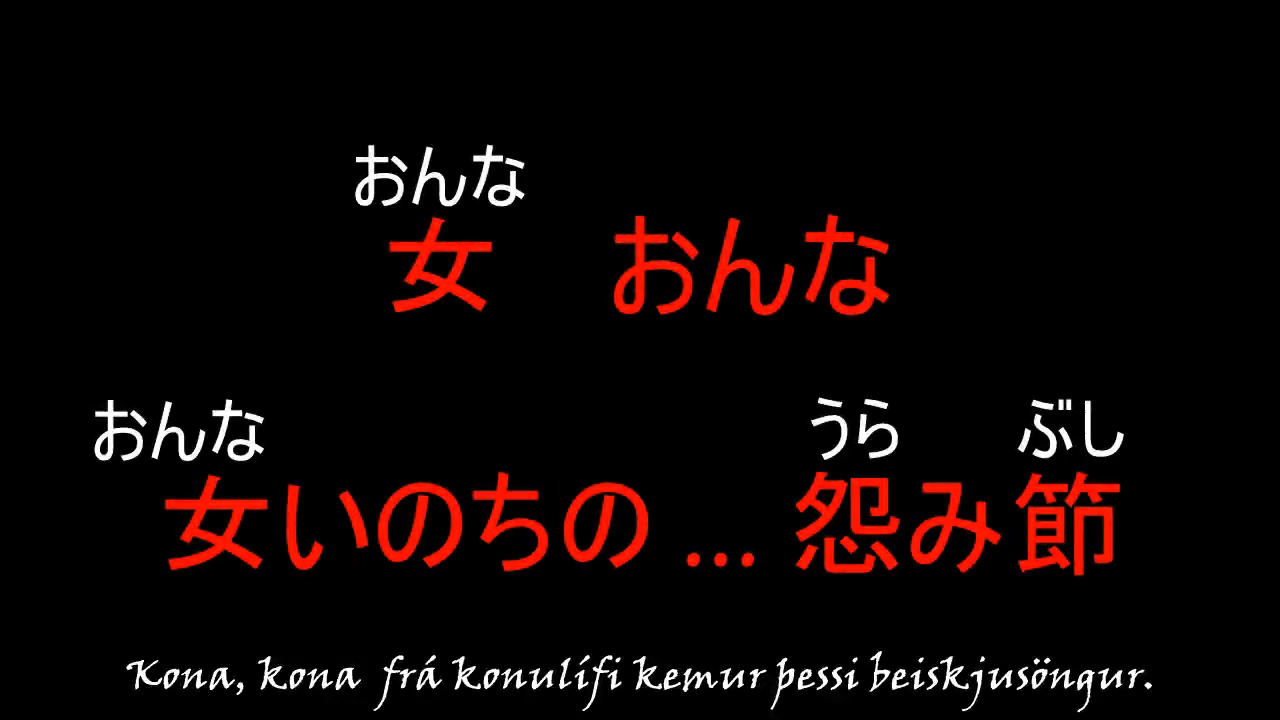 おんな
女 おんな
おんな うら ぶし
女いのちの ... 怨み節
Kona, kona frá konulífi kemur þessi beiskjusöngur.